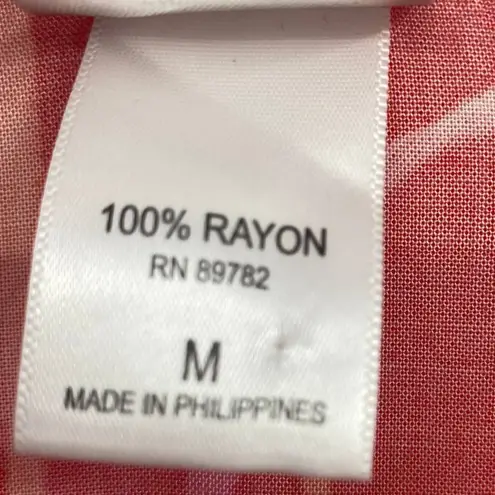 100% RAYON
RN 89782
M
MADE IN PHILIPPINES